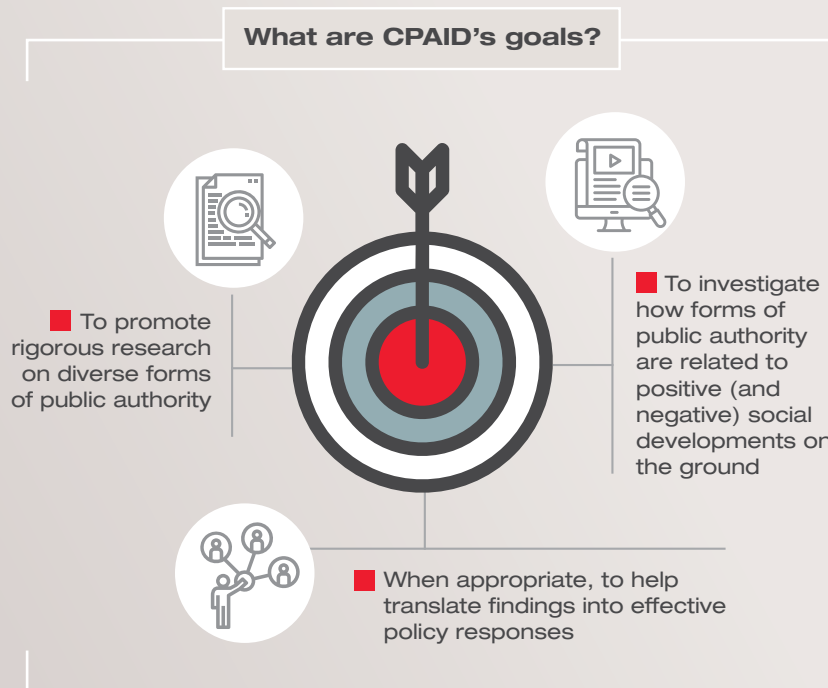 What are CPAID's goals?
To promote
rigorous research
on diverse forms
of public authority
To investigate
how forms of
public authority
are related to
positive (and
negative) social
developments on
the ground
When appropriate, to help
translate findings into effective
policy responses